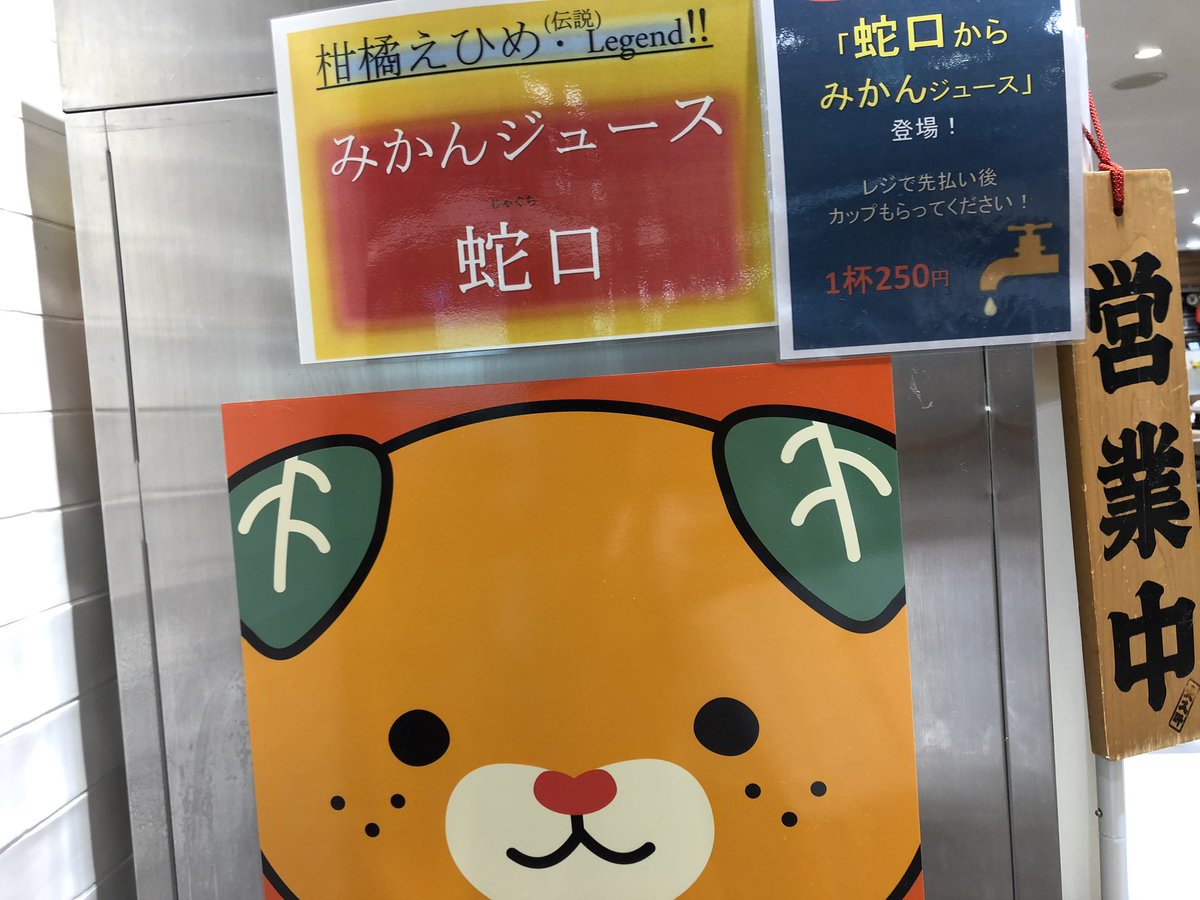 柑橘えひめ・(伝説)Legend!!
みかんジュース
じゃぐち
蛇口
「蛇口から
みかんジュース」
登場！
レジで先払い後
カップもらってください！
1杯250円
営業中